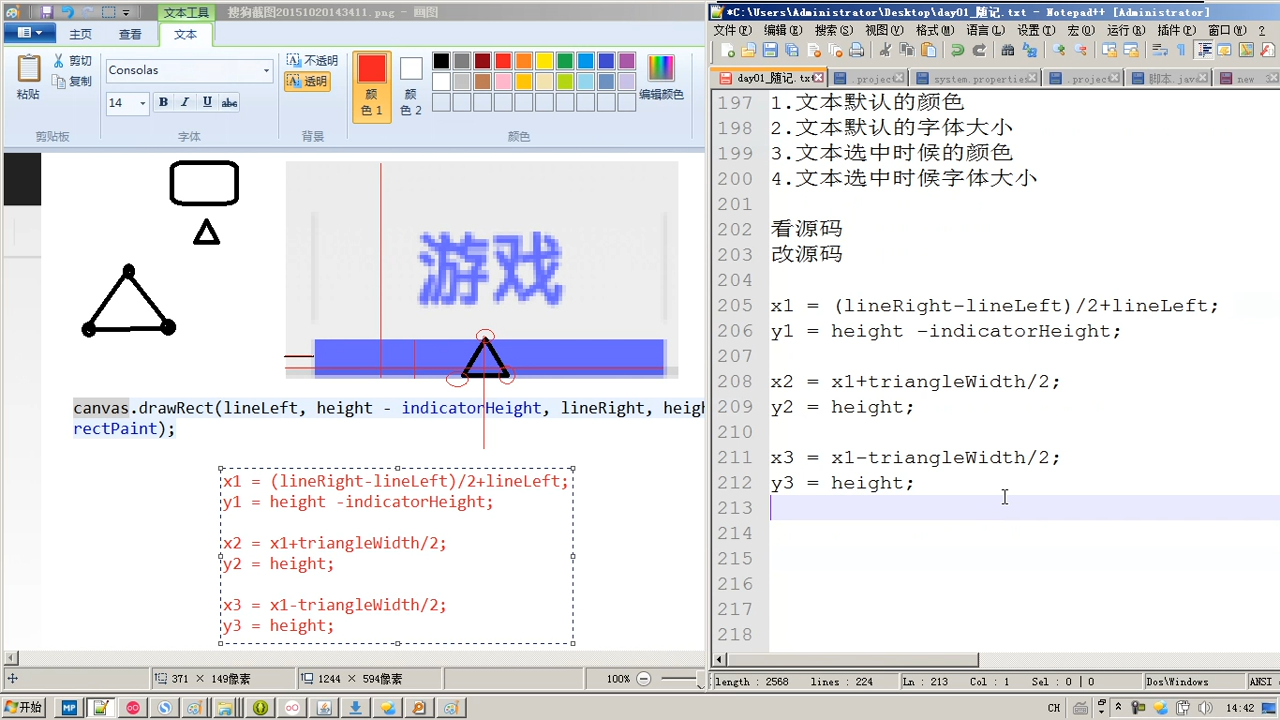 文本工具
搜狗截图20151020143411.png - 画图
主页
查看
文本
粘贴
剪切
复制
剪贴板
Consolas
14
B I U abc
字体
不透明
透明
背景
颜色 1
颜色 2
编辑颜色
颜色
游戏
canvas.drawRect(lineLeft, height - indicatorHeight, lineRight, heigh
rectPaint);
x1 = (lineRight-lineLeft)/2+lineLeft;
y1 = height -indicatorHeight;
x2 = x1+triangleWidth/2;
y2 = height;
x3 = x1-triangleWidth/2;
y3 = height;
371 × 149像素
1244 × 594像素
100%
*C:\Users\Administrator\Desktop\day01_随记.txt - Notepad++ [Administrator]
文件(F) 编辑(E) 搜索(S) 视图(V) 格式(M) 语言(L) 设置(T) 宏(O) 运行(R) 插件(P) 窗口(W)
day01_随记.txt
.projec
system.properties
.projec
脚本.jav
new
197 1.文本默认的颜色
198 2.文本默认的字体大小
199 3.文本选中时候的颜色
200 4.文本选中时候字体大小
201
202 看源码
203 改源码
204
205 x1 = (lineRight-lineLeft)/2+lineLeft;
206 y1 = height -indicatorHeight;
207
208 x2 = x1+triangleWidth/2;
209 y2 = height;
210
211 x3 = x1-triangleWidth/2;
212 y3 = height;
213
214
215
216
217
218
length : 2568 lines : 224
Ln : 213 Col : 1 Sel : 0 | 0
Dos\Windows
ANSI
开始
MP
CH
14:42